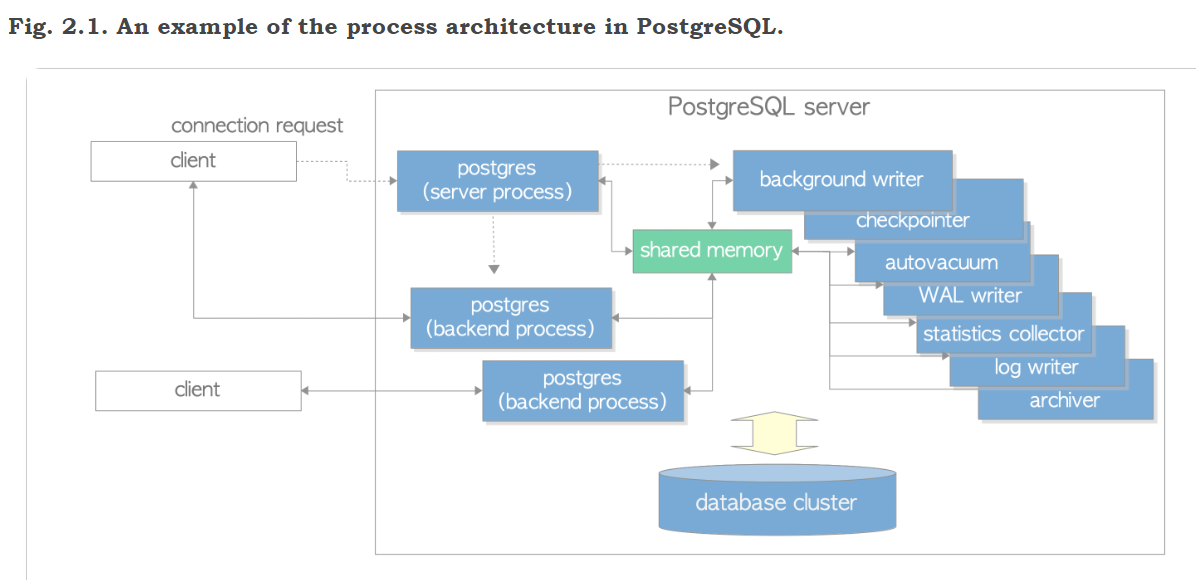 Fig. 2.1. An example of the process architecture in PostgreSQL.
PostgreSQL server
connection request
client
postgres
(server process)
background writer
checkpointer
shared memory
autovacuum
WAL writer
postgres
(backend process)
statistics collector
log writer
client
postgres
(backend process)
archiver
database cluster